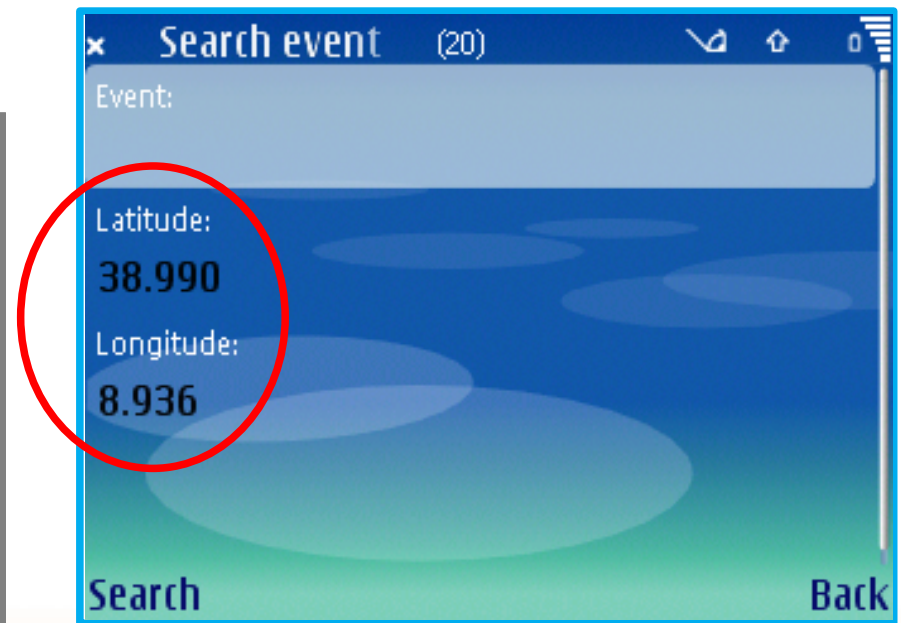 × Search event (20)
Event:
Latitude:
38.990
Longitude:
8.936
Search Back